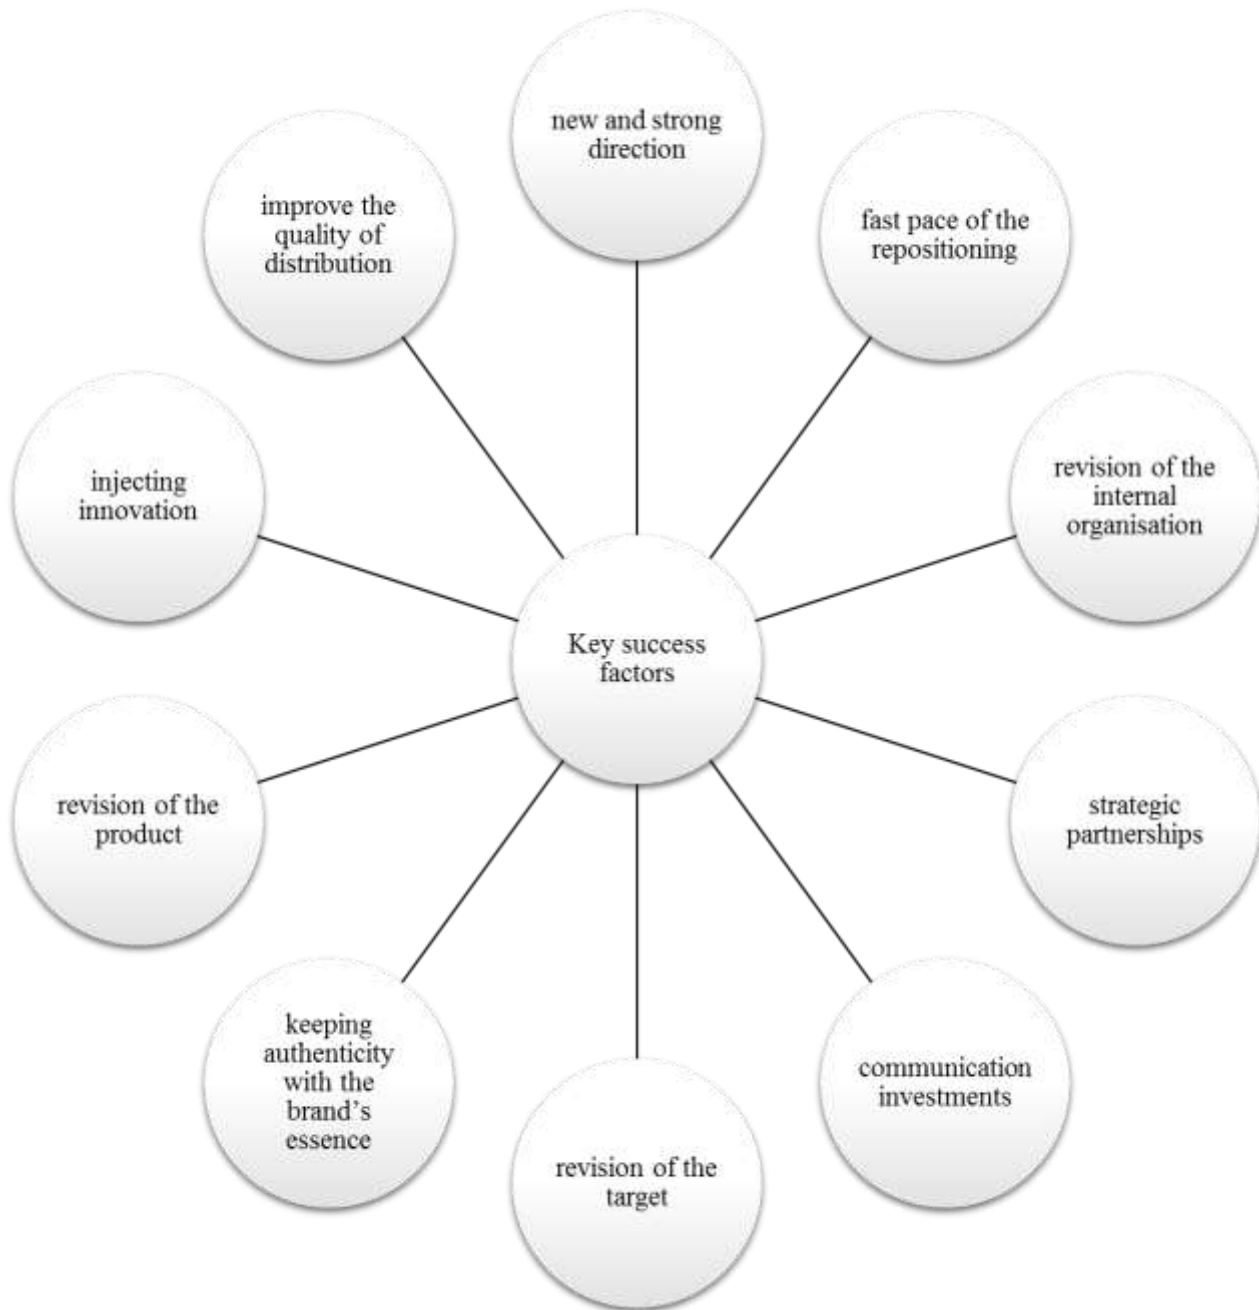 new and strong
direction
fast pace of the
repositioning
revision of the
internal
organisation
strategic
partnerships
communication
investments
revision of the
target
keeping
authenticity
with the
brand’s
essence
revision of the
product
injecting
innovation
improve the
quality of
distribution
Key success
factors